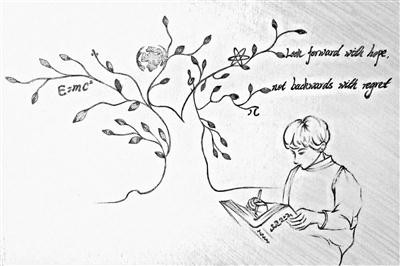 E=mc²
Look forward with hope,
not backwards with regret
π